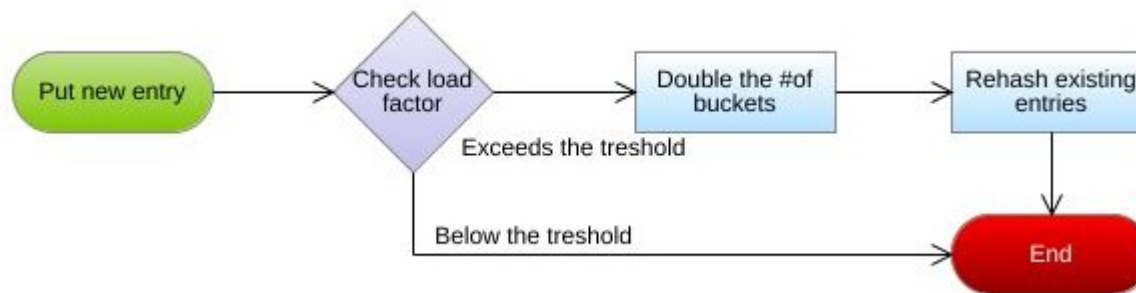 Put new entry
Check load
factor
Double the #of
buckets
Rehash existing
entries
Exceeds the treshold
Below the treshold
End